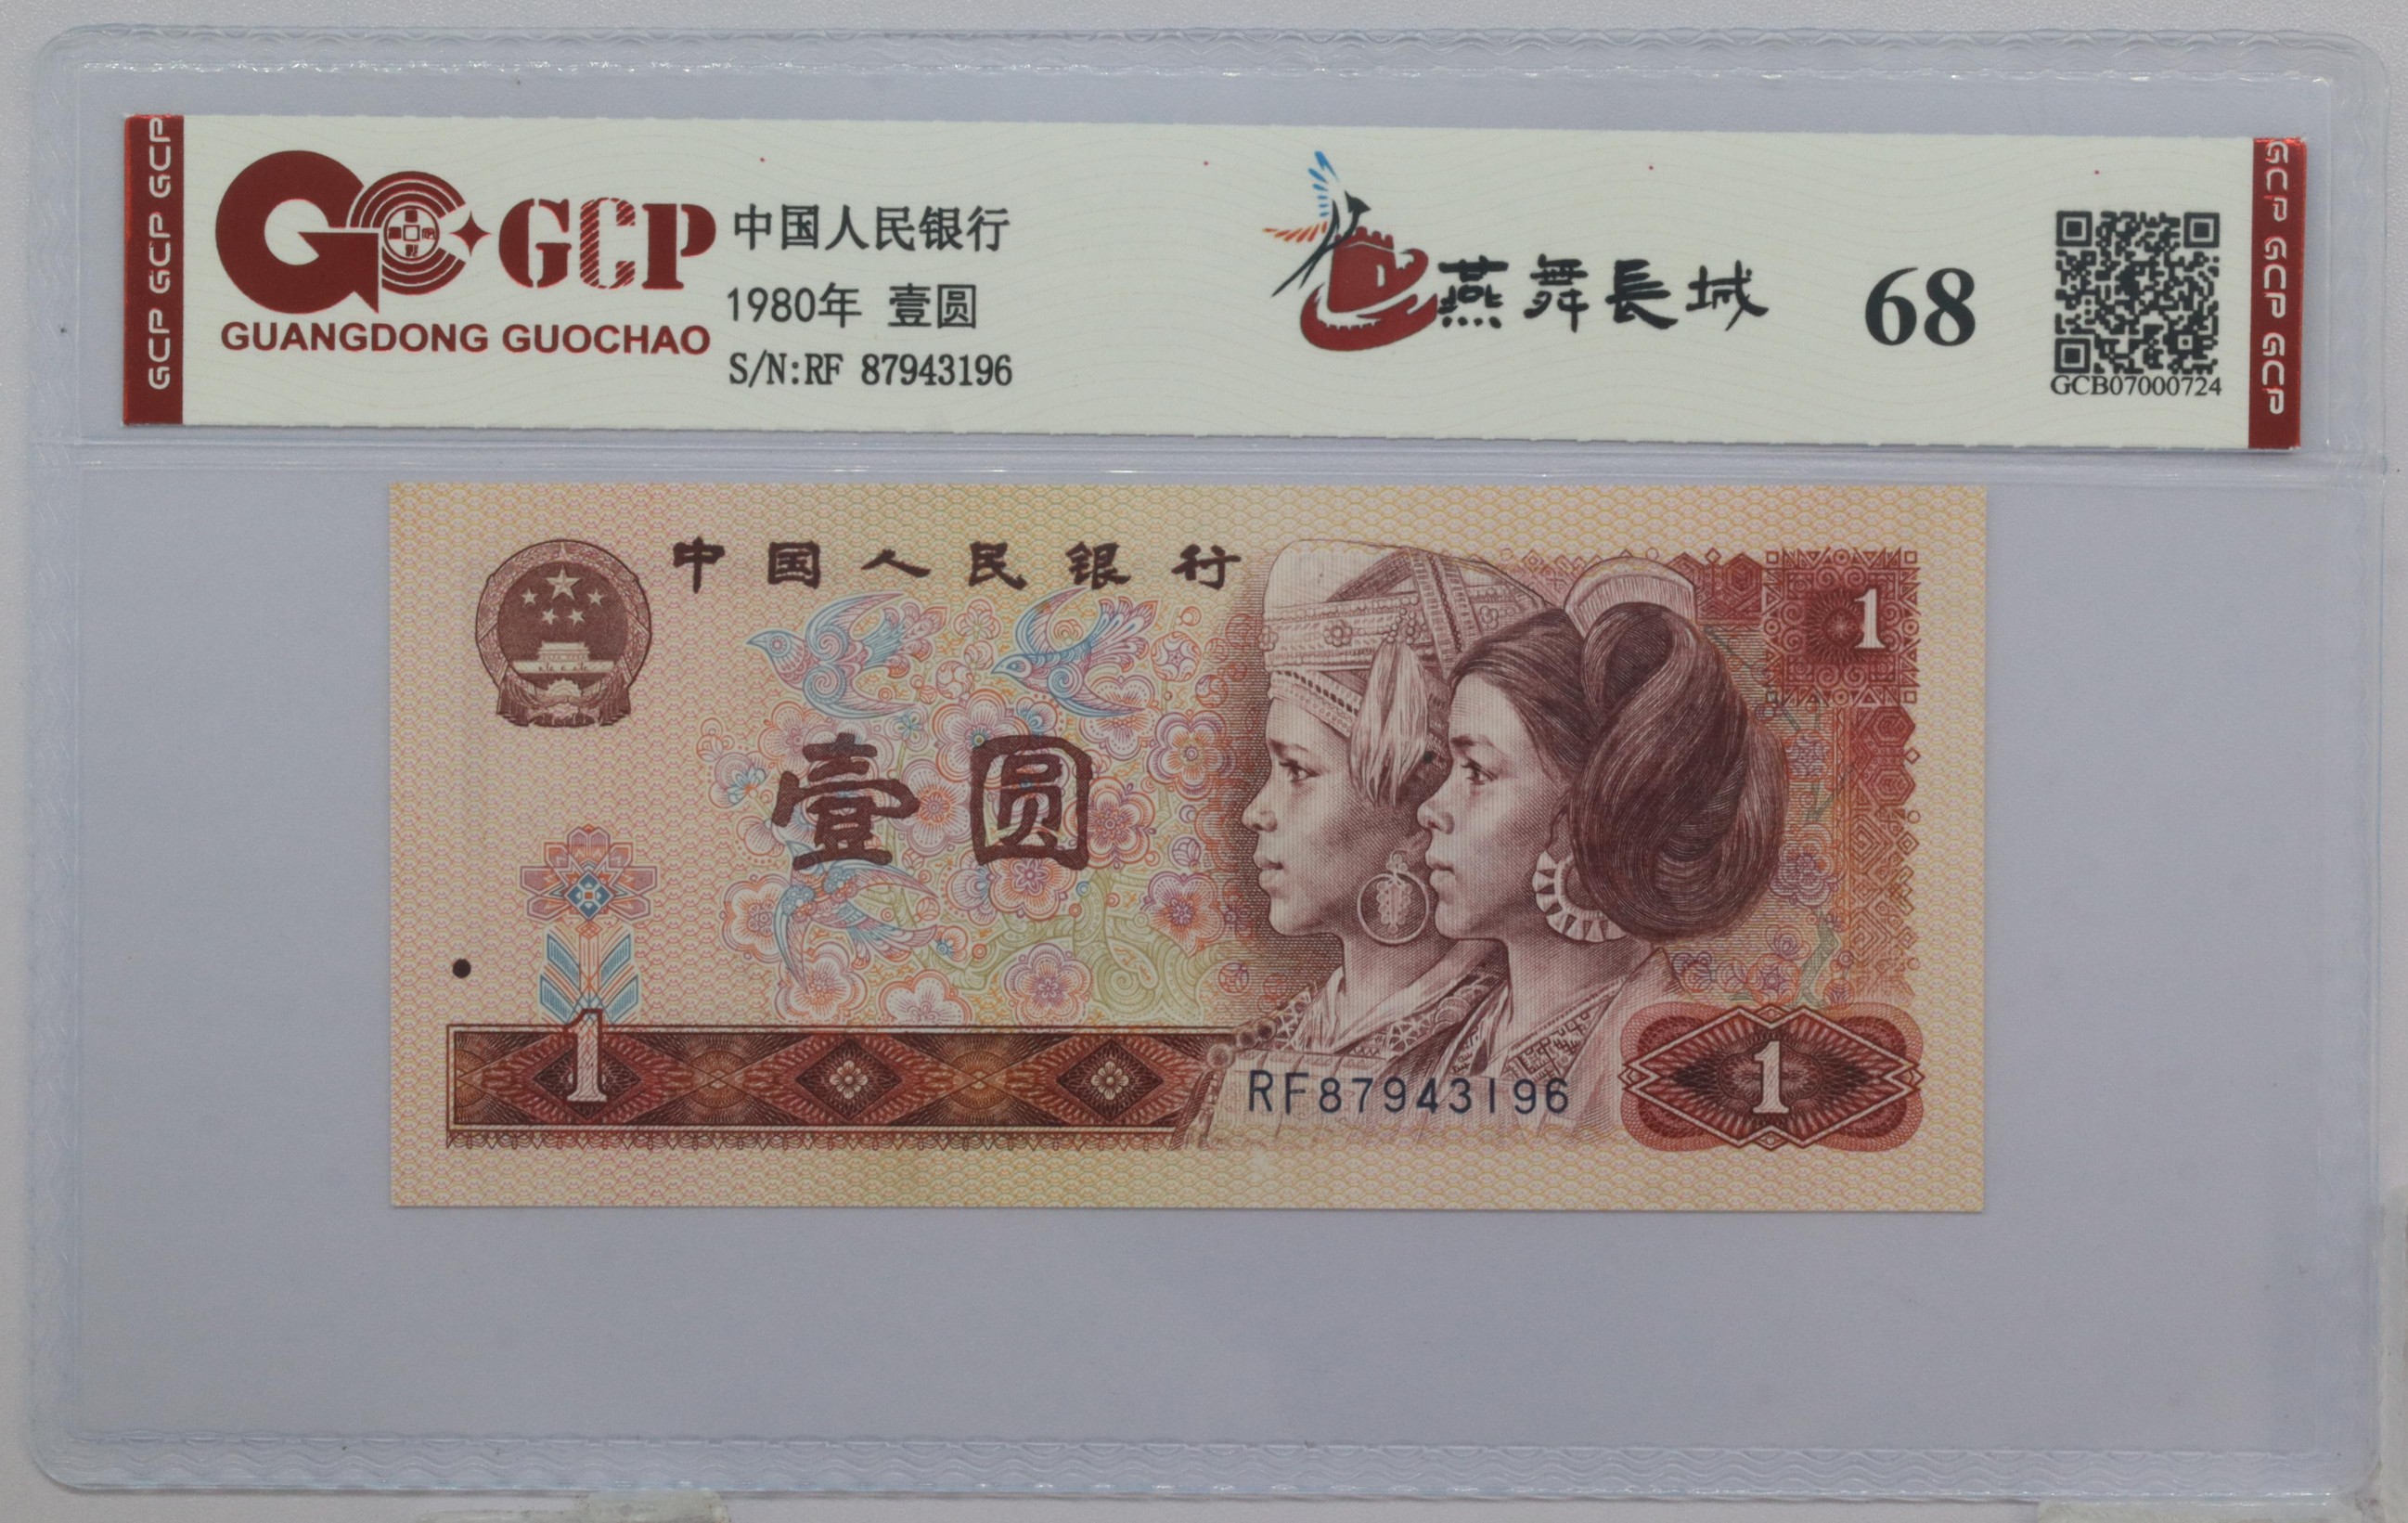 GCP GCP GCP
GCP
GUANGDONG GUOCHAO
中国人民银行
1980年 壹圆
S/N:RF 87943196
燕舞長城
68
GCB07000724
GCP GCP GCP
中国人民银行
1
壹圆
1
RF87943196
1